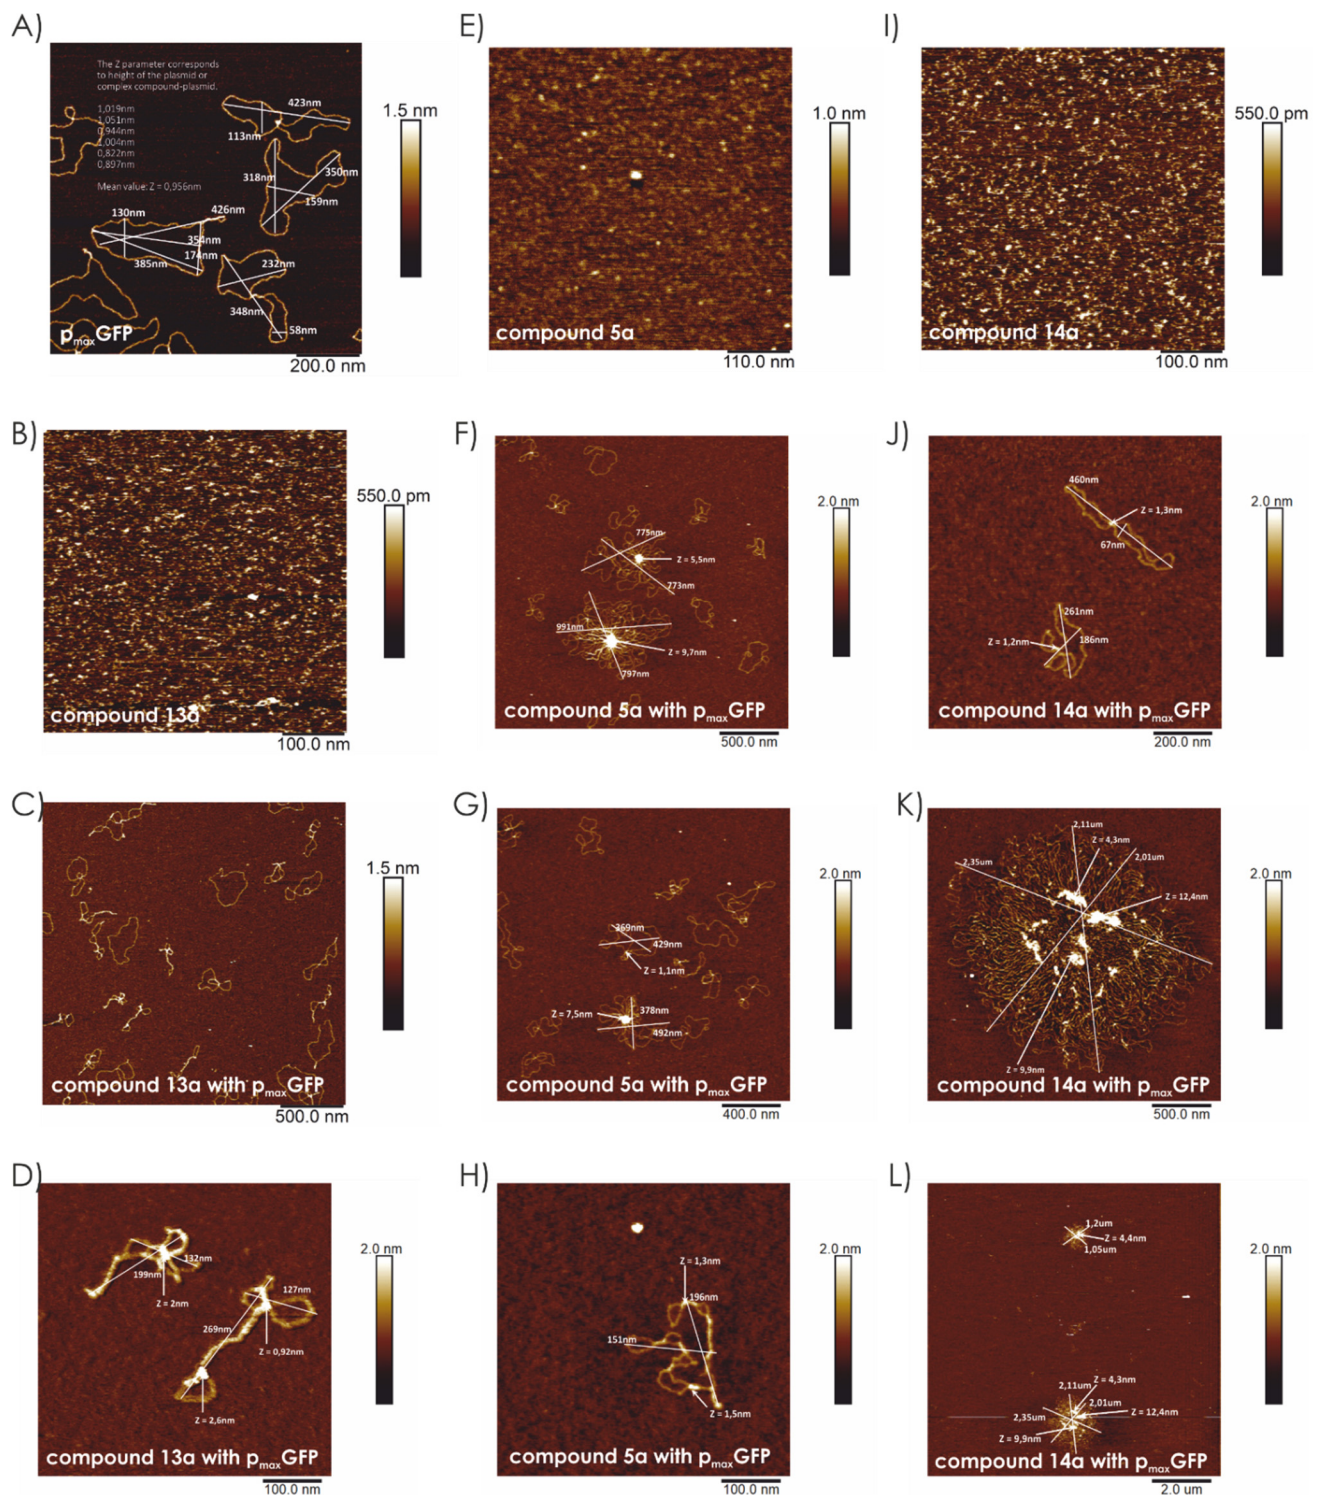 A)
The Z parameter corresponds
to height of the plasmid or
complex compound-plasmid.
1,019nm
1,051nm
0,944nm
1,004nm
0,822nm
0,897nm
Mean value: Z = 0,956nm
423nm
113nm
318nm
350nm
159nm
130nm
426nm
354nm
174nm
385nm
232nm
348nm
58nm
pmaxGFP
200.0 nm
1.5 nm
E)
compound 5a
110.0 nm
1.0 nm
I)
compound 14a
100.0 nm
550.0 pm
B)
compound 13a
100.0 nm
550.0 pm
F)
775nm
Z = 5,5nm
773nm
991nm
Z = 9,7nm
797nm
compound 5a with pmaxGFP
500.0 nm
2.0 nm
J)
460nm
Z = 1,3nm
67nm
261nm
Z = 1,2nm
186nm
compound 14a with pmaxGFP
200.0 nm
2.0 nm
C)
compound 13a with pmaxGFP
500.0 nm
1.5 nm
G)
369nm
429nm
Z = 1,1nm
Z = 7,5nm
378nm
492nm
compound 5a with pmaxGFP
400.0 nm
2.0 nm
K)
2,11um
Z = 4,3nm
2,01um
2,35um
Z = 12,4nm
Z = 9,9nm
compound 14a with pmaxGFP
500.0 nm
2.0 nm
D)
132nm
199nm
Z = 2nm
127nm
269nm
Z = 0,92nm
Z = 2,6nm
compound 13a with pmaxGFP
100.0 nm
2.0 nm
H)
Z = 1,3nm
196nm
151nm
Z = 1,5nm
compound 5a with pmaxGFP
100.0 nm
2.0 nm
L)
1,2um
Z = 4,4nm
1,05um
2,11um
Z = 4,3nm
2,01um
2,35um
Z = 12,4nm
Z = 9,9nm
compound 14a with pmaxGFP
2.0 um
2.0 nm